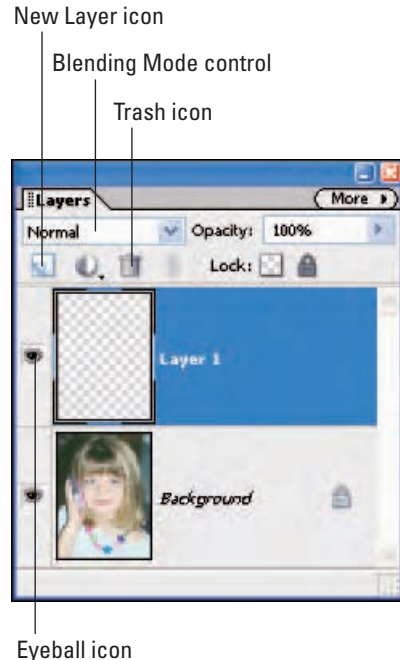 New Layer icon
Blending Mode control
Trash icon
Layers
More
Normal
Opacity: 100%
Lock:
Layer 1
Background
Eyeball icon